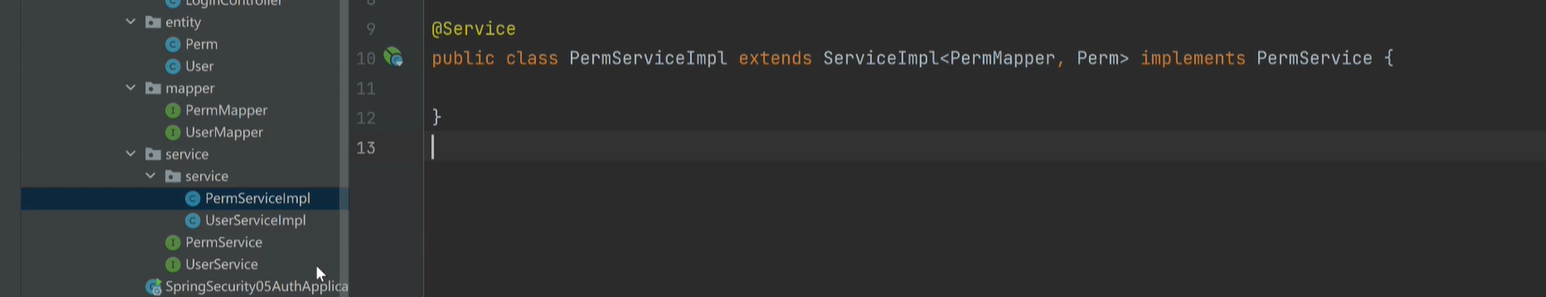 LoginController
entity
Perm
User
mapper
PermMapper
UserMapper
service
service
PermServiceImpl
UserServiceImpl
PermService
UserService
SpringSecurity05AuthApplica
9 @Service
10 public class PermServiceImpl extends ServiceImpl<PermMapper, Perm> implements PermService {
11
12 }
13